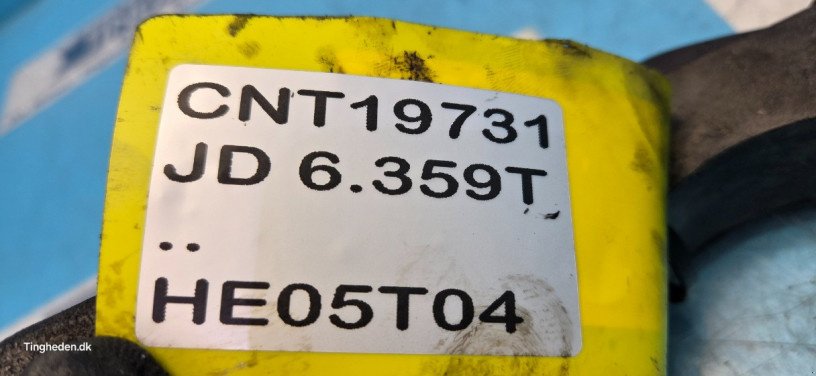 CNT19731
JD 6.359T
..
HE05T04
Tingheden.dk